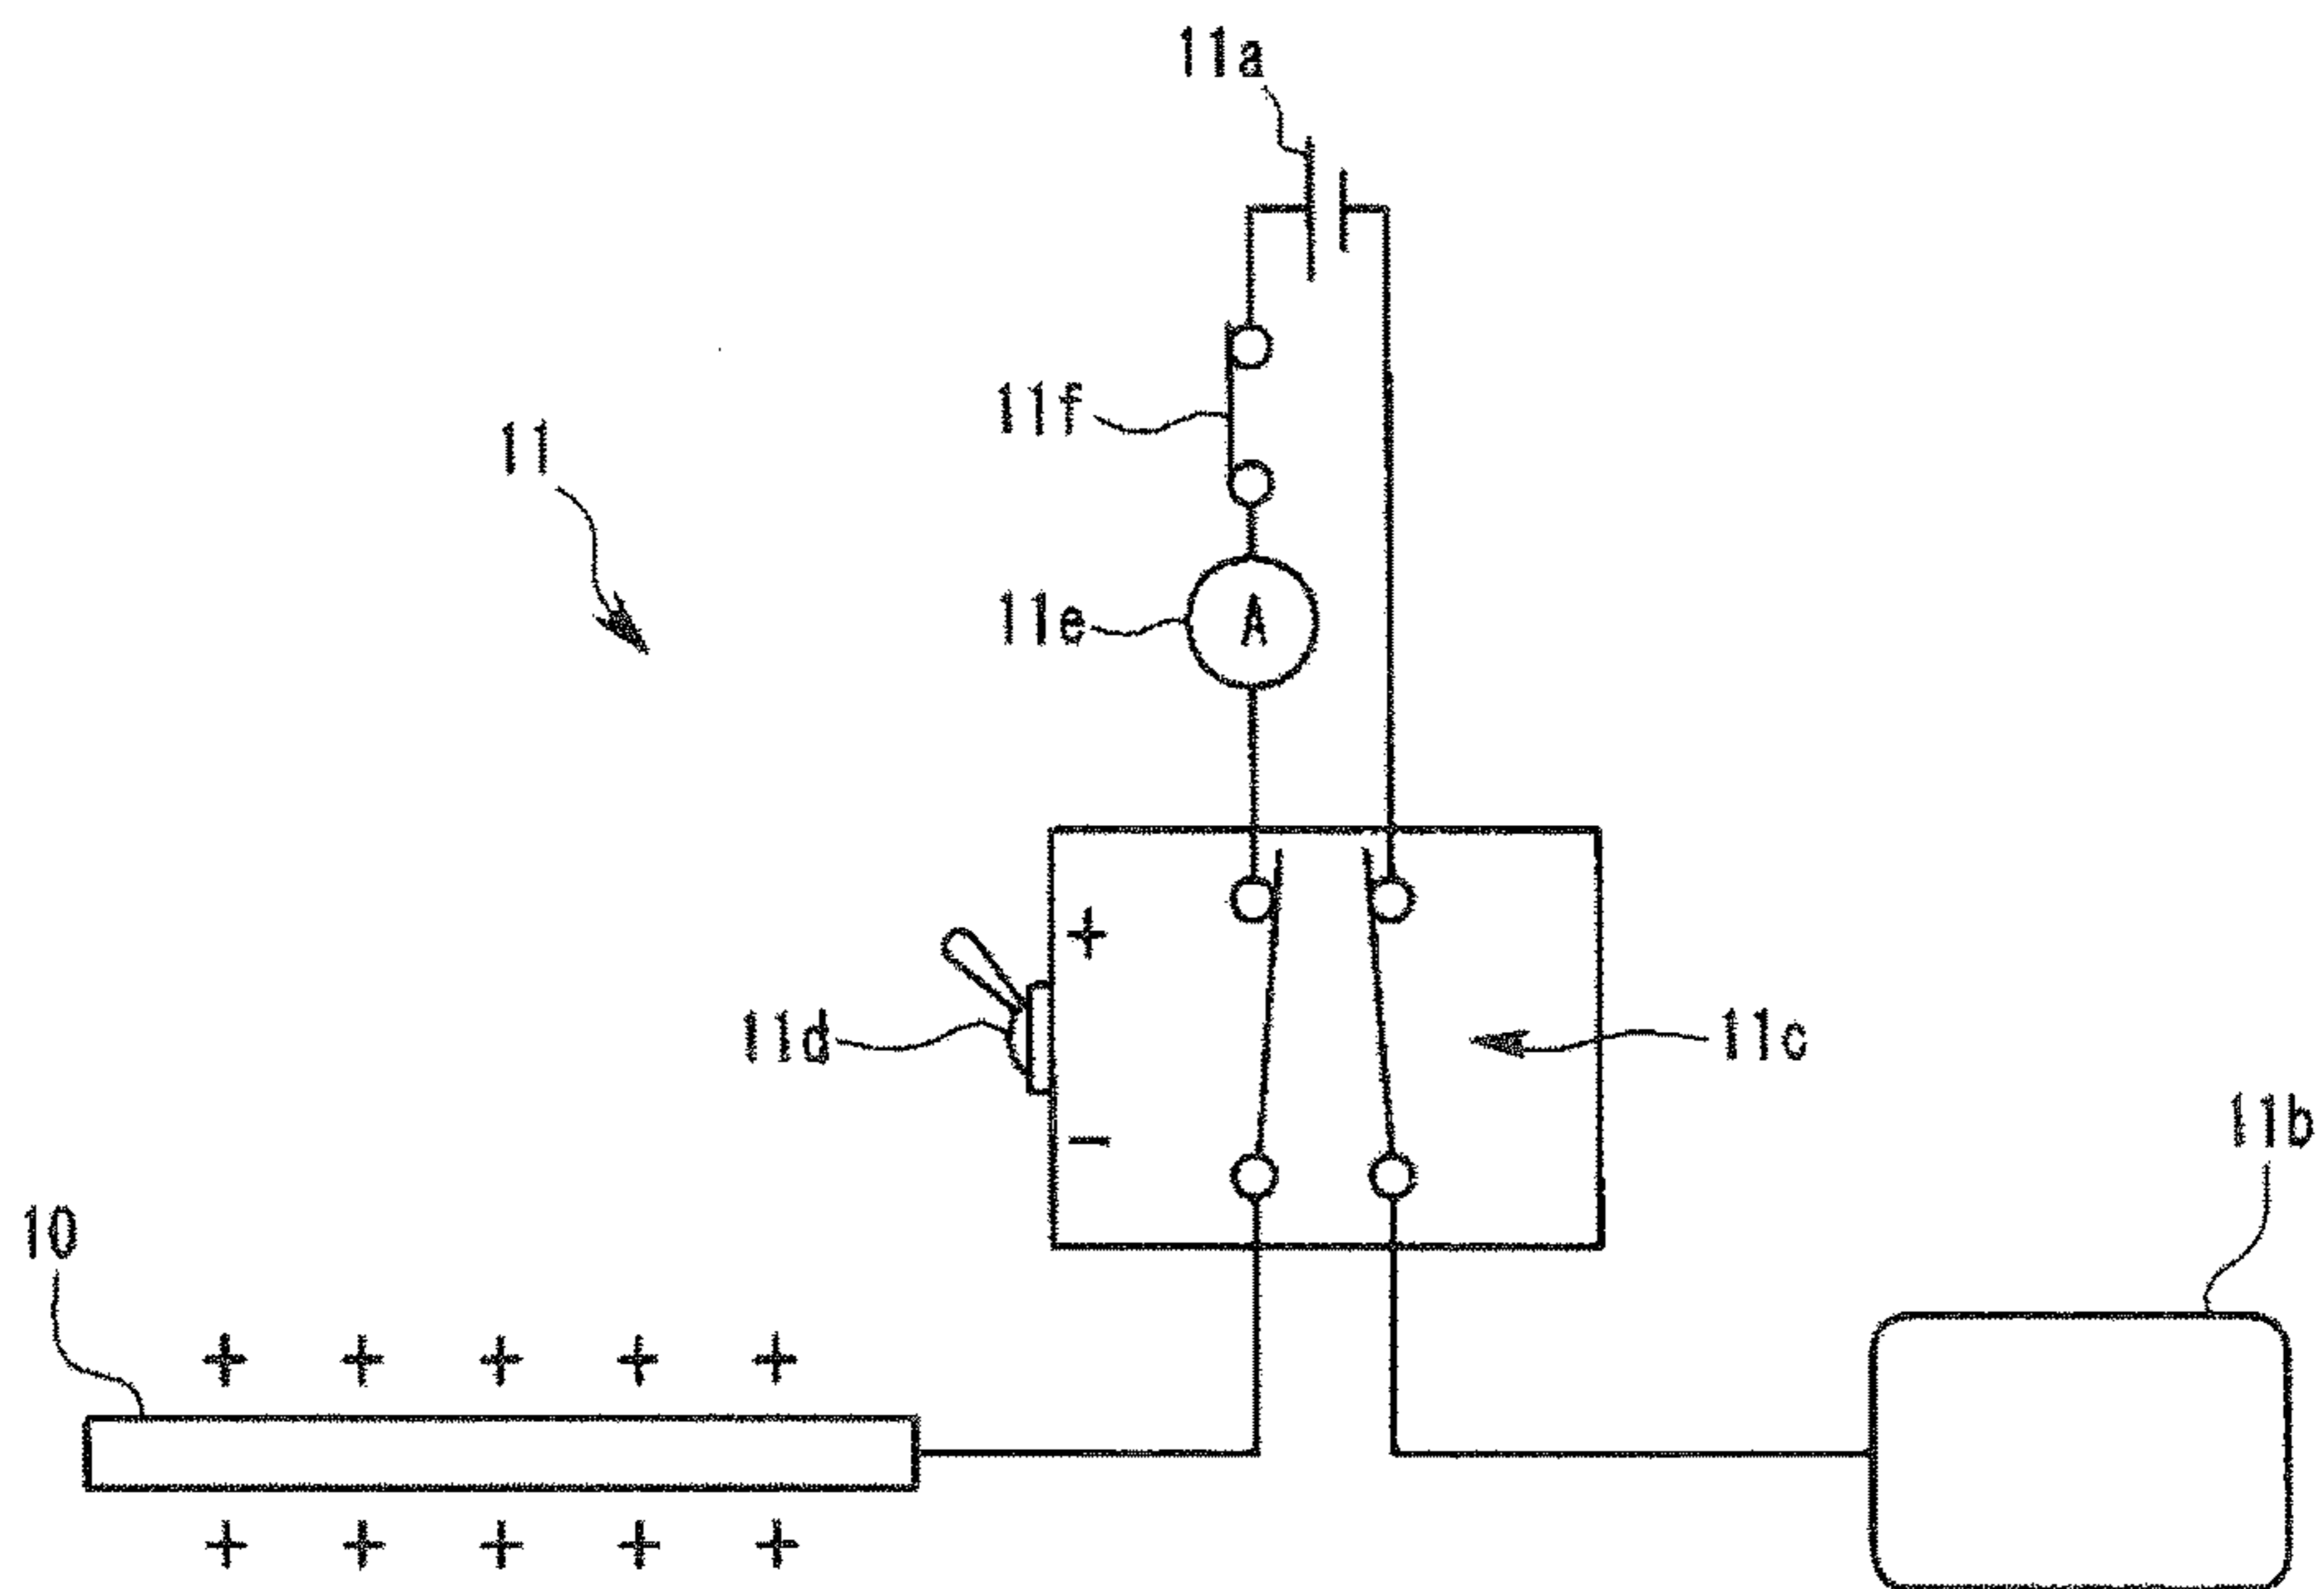 11a
11f
11
11e
A
+
11d
11c
−
11b
10
+ + + + +
+ + + + +